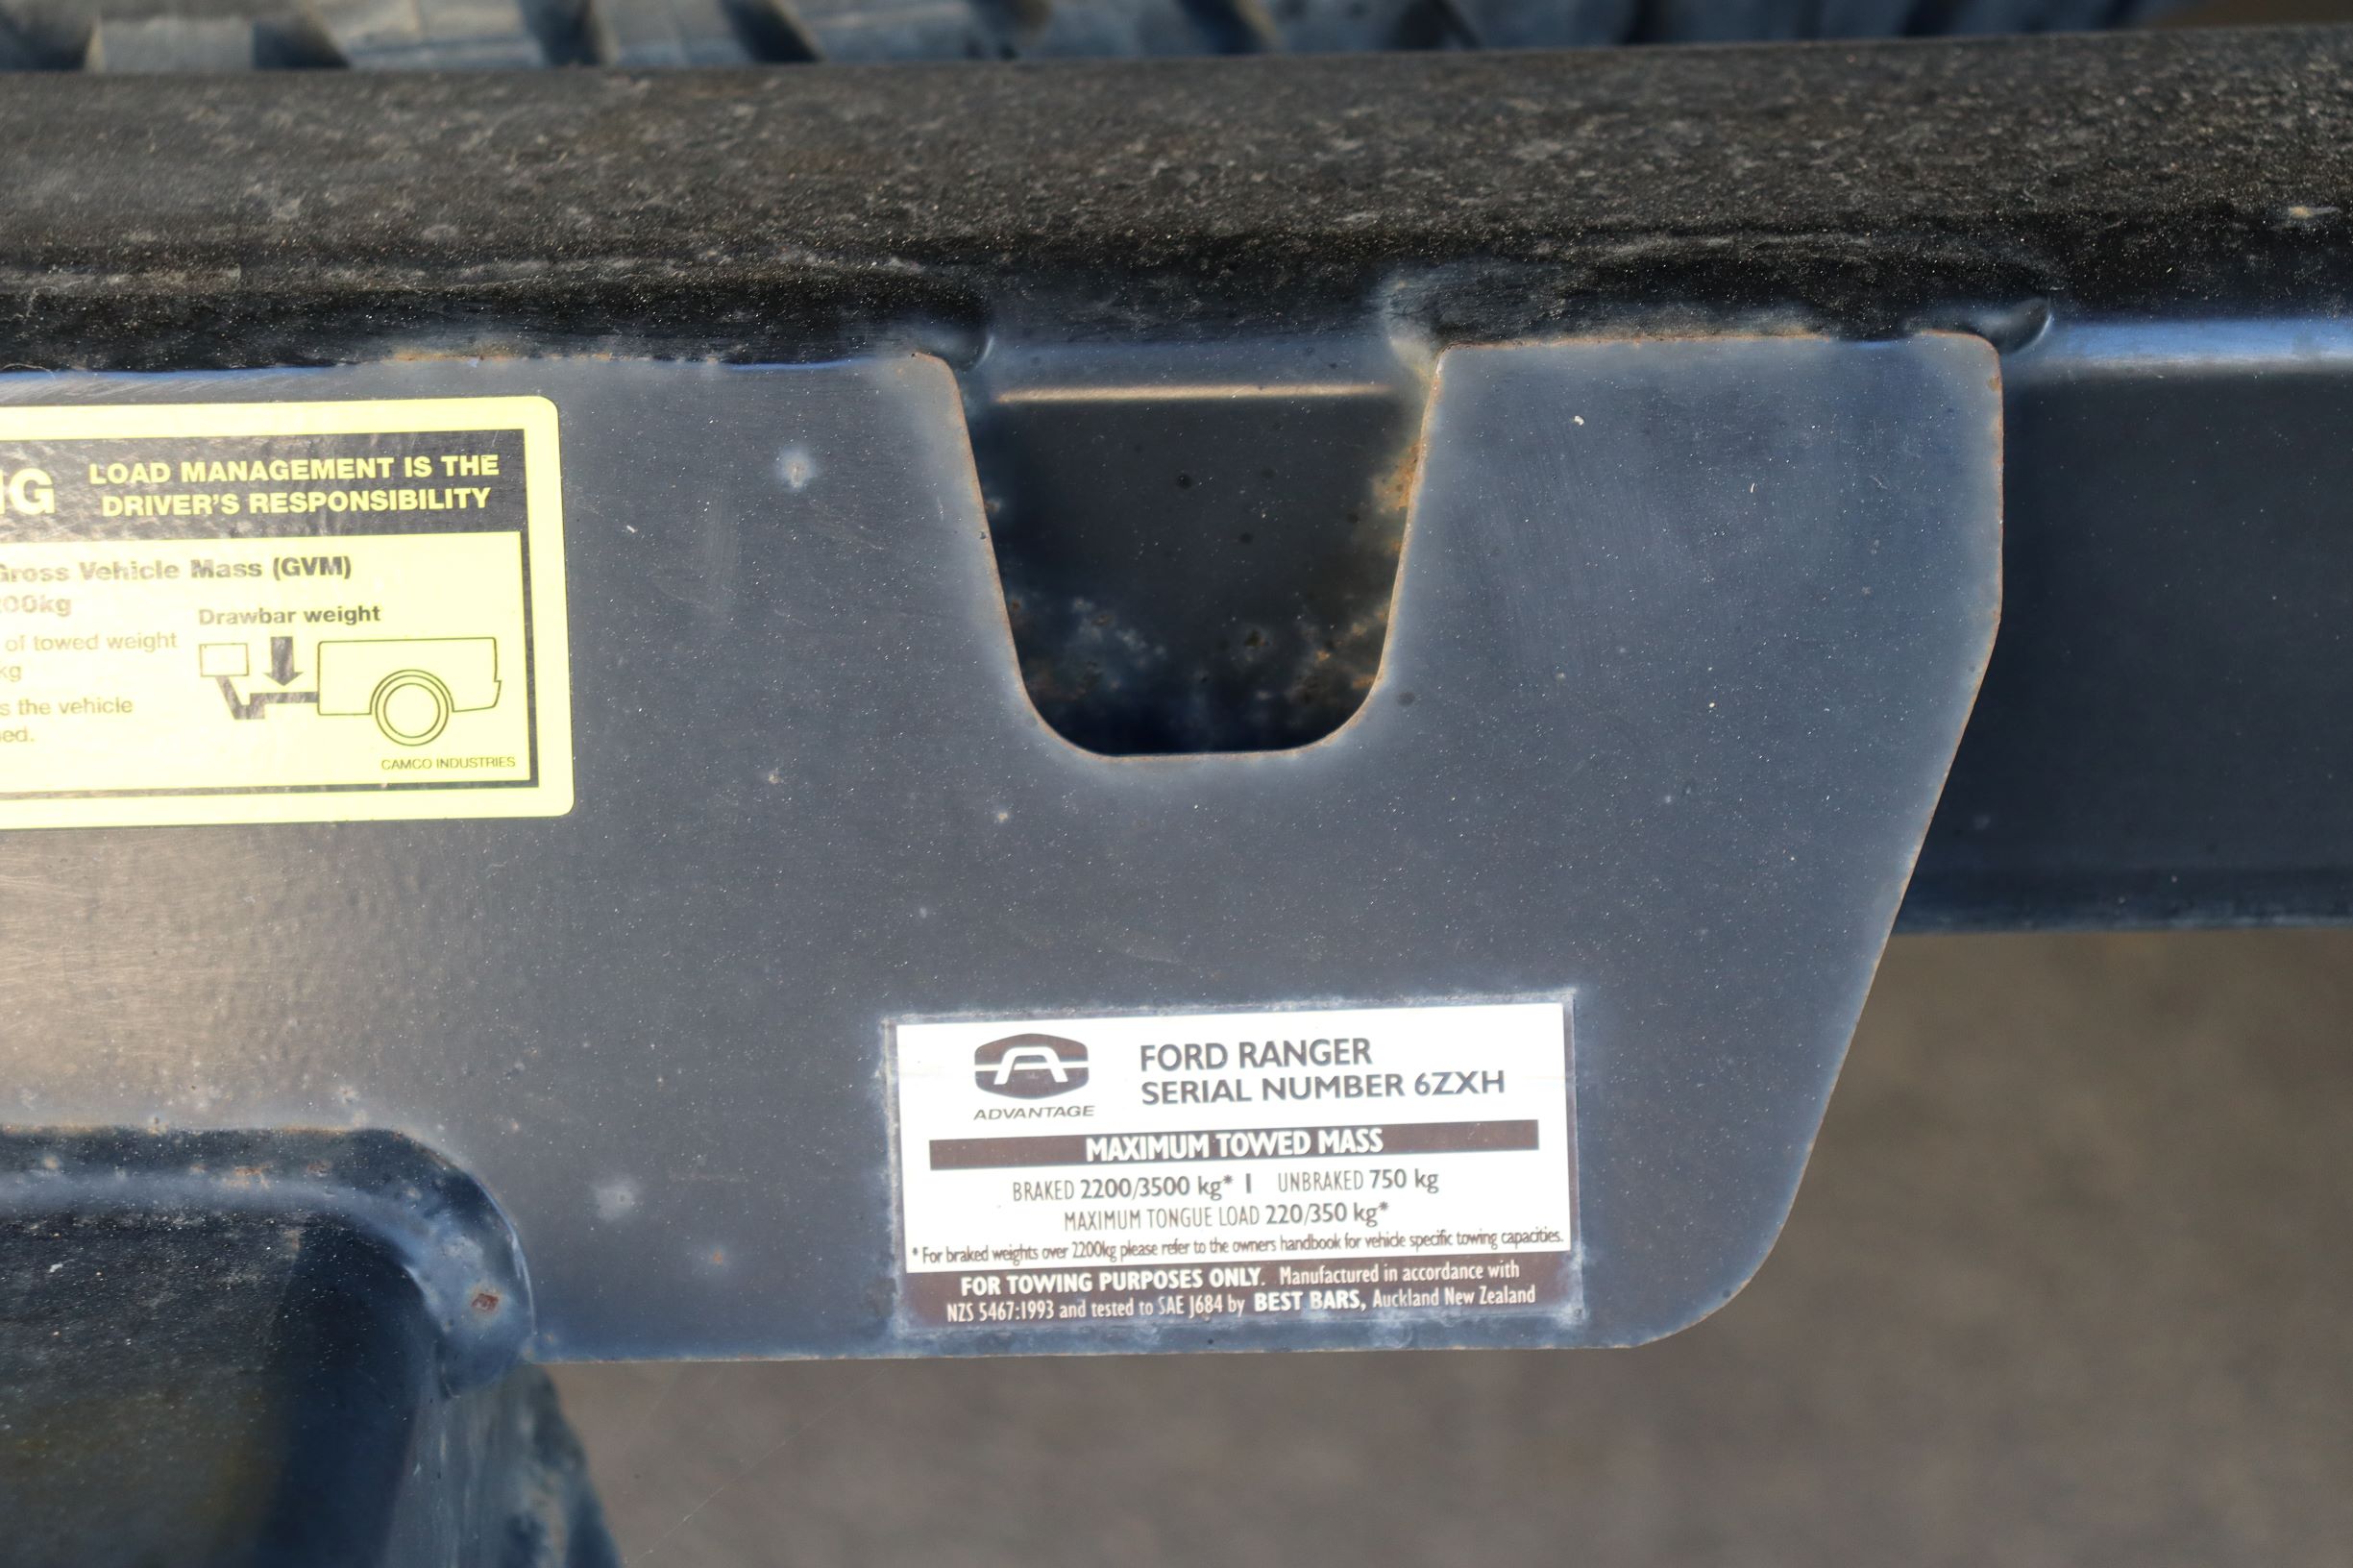 LOAD MANAGEMENT IS THE
DRIVER'S RESPONSIBILITY
Gross Vehicle Mass (GVM)
Drawbar weight
of towed weight
kg
the vehicle
CAMCO INDUSTRIES
A
ADVANTAGE
FORD RANGER
SERIAL NUMBER 6ZXH
MAXIMUM TOWED MASS
BRAKED 2200/3500 kg* | UNBRAKED 750 kg
MAXIMUM TONGUE LOAD 220/350 kg*
* For braked weights over 2200kg please refer to the owners handbook for vehicle specific towing capacities.
FOR TOWING PURPOSES ONLY. Manufactured in accordance with
NZS 5467:1993 and tested to SAE J684 by BEST BARS, Auckland New Zealand